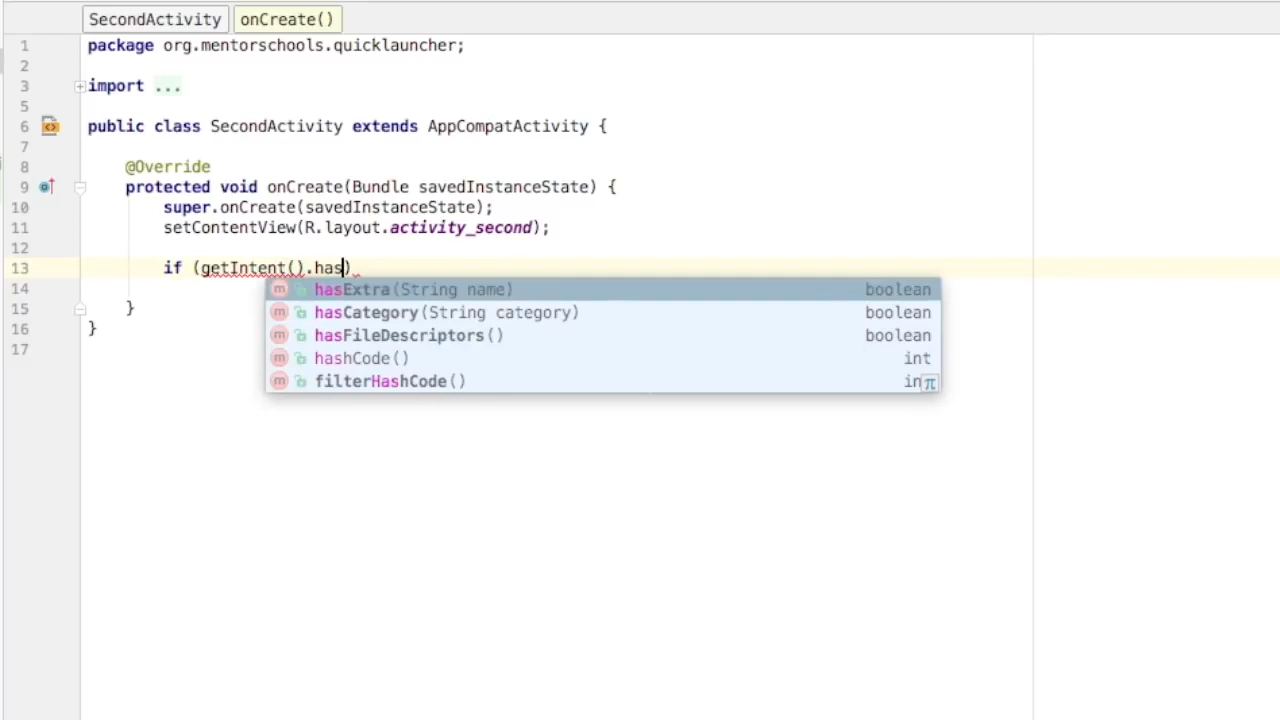 SecondActivity onCreate()
1 package org.mentorschools.quicklauncher;
2
3 import ...
5
6 public class SecondActivity extends AppCompatActivity {
7
8 @Override
9 protected void onCreate(Bundle savedInstanceState) {
10 super.onCreate(savedInstanceState);
11 setContentView(R.layout.activity_second);
12
13 if (getIntent().has)
14 m hasExtra(String name) boolean
m hasCategory(String category) boolean
15 }
m hasFileDescriptors() boolean
16 }
17 m hashCode() int
m filterHashCode() in π